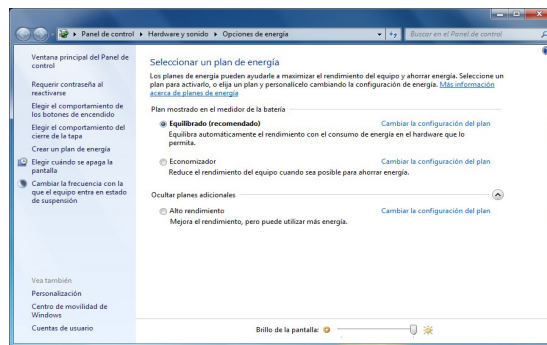 Panel de control ▸ Hardware y sonido ▸ Opciones de energía
Buscar en el Panel de control
Ventana principal del Panel de
control
Requerir contraseña al
reactivarse
Elegir el comportamiento de
los botones de encendido
Elegir el comportamiento del
cierre de la tapa
Crear un plan de energía
Elegir cuándo se apaga la
pantalla
Cambiar la frecuencia con la
que el equipo entra en estado
de suspensión
Vea también
Personalización
Centro de movilidad de
Windows
Cuentas de usuario
Seleccionar un plan de energía
Los planes de energía pueden ayudarle a maximizar el rendimiento del equipo y ahorrar energía. Seleccione un
plan para activarlo, o elija un plan y personalícelo cambiando la configuración de energía. Más información
acerca de planes de energía
Plan mostrado en el medidor de la batería
Equilibrado (recomendado) Cambiar la configuración del plan
Equilibra automáticamente el rendimiento con el consumo de energía en el hardware que lo
permita.
Economizador Cambiar la configuración del plan
Reduce el rendimiento del equipo cuando sea posible para ahorrar energía.
Ocultar planes adicionales
Alto rendimiento Cambiar la configuración del plan
Mejora el rendimiento, pero puede utilizar más energía.
Brillo de la pantalla: